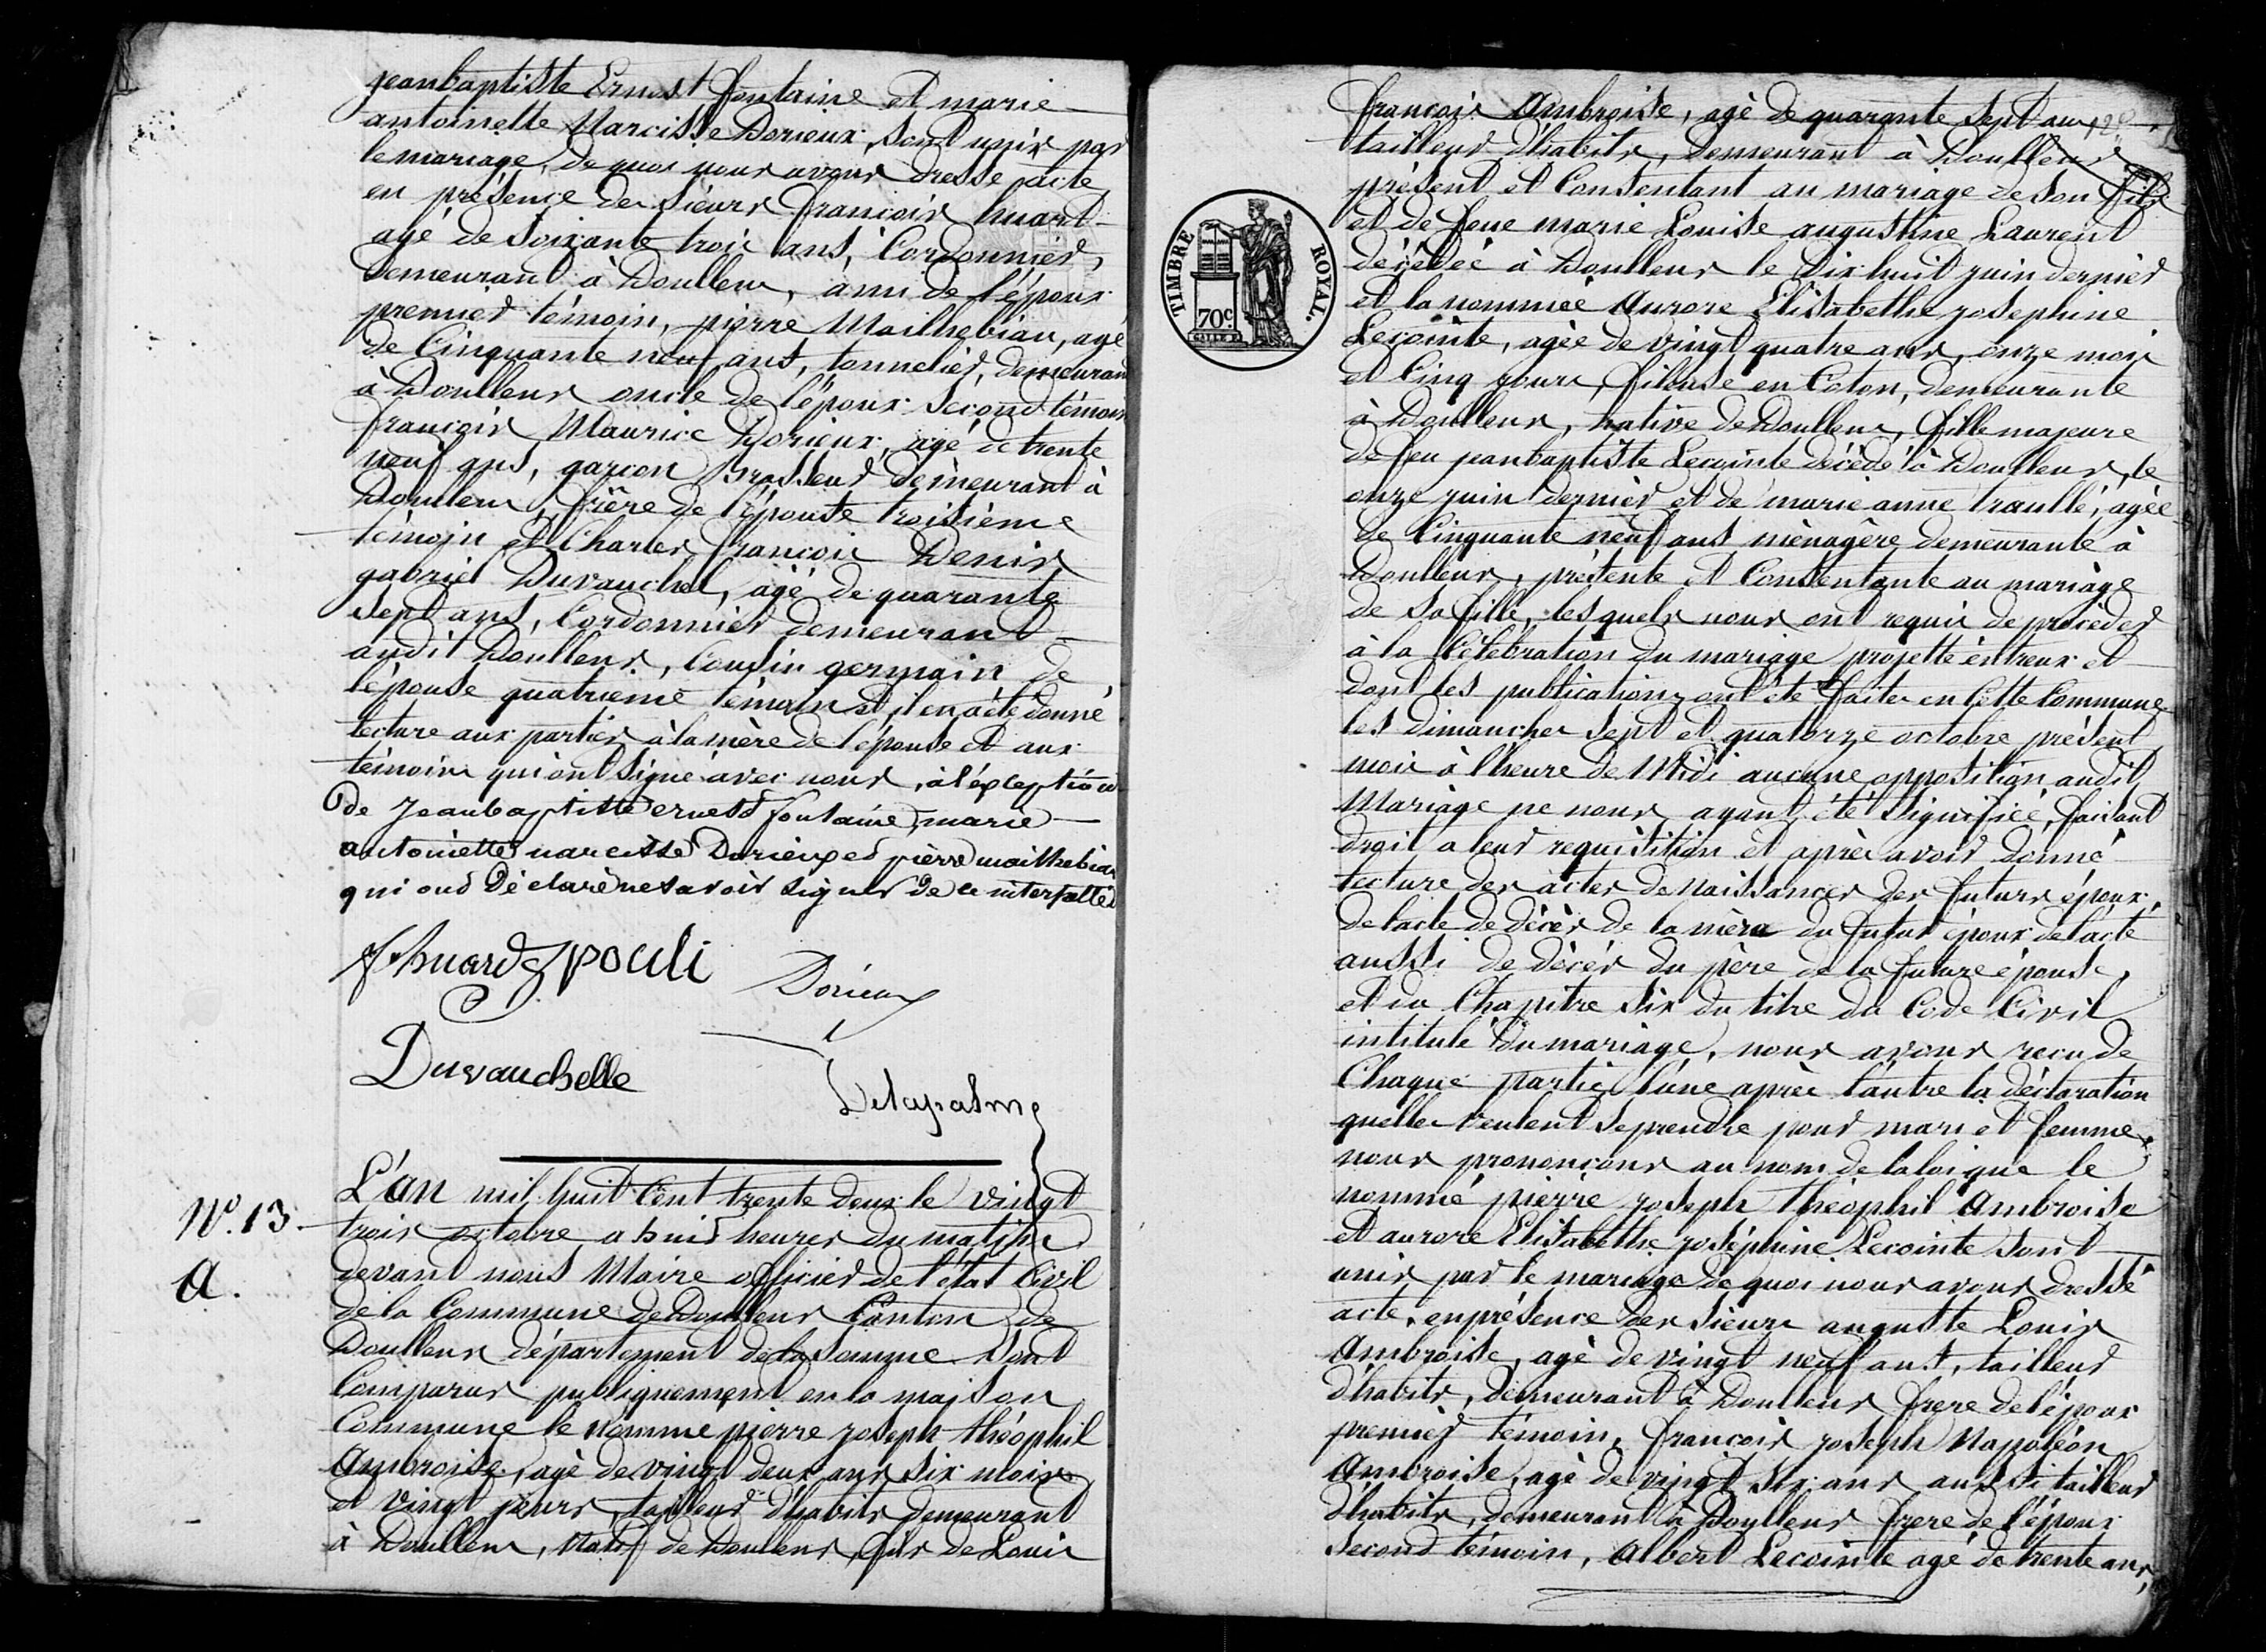 jeanbaptiste Ernest fontaine et marie
antoinette Narcisse Dorieux, sont unis par
le mariage, de quoi nous avons dressé acte
en présence des sieurs françois huart
agé de soixante trois ans, Cordonnier,
demeurant à Doullens, ami de l'époux
premier témoin, pierre Mailhebiau, agé
de Cinquante neuf ans, tonnelier, demeurant
à Doullens oncle de l'époux second témoin
françois Maurice Dorieux, agé de trente
neuf ans, garçon Brasseur demeurant à
Doullens, frère de l'épouse troisième
témoin et Charles françois Denis
gabriel Duvauchel, agé de quarante
sept ans, Cordonnier demeurant
audit Doullens, Cousin germain de
l'épouse quatrième témoin et il en a été donné
lecture aux parties à la mère de l'épouse et aux
témoins qui ont signé avec nous, à l'exception
de Jeanbaptiste ernest fontaine, marie
antoinette narcisse Dorieux et pierre mailhebiau
qui ont déclaré ne savoir signer de ce interpellés
f huard pouli Dorieux
Duvauchelle
Delapalme
N°. 13.
a.
L'an mil huit Cent trente deux le vingt
trois octobre a huit heures du matin
devant nous Maire officier de l'état Civil
de la Commune de Doullens Canton de
Doullens département de la Somme Sont
Comparus publiquement en la maison
Commune le nommé pierre joseph théophil
Ambroise, agé de vingt deux ans six mois
et vingt jours, tailleur d'habits demeurant
à Doullens, Natif de Doullens, fils de Louis
TIMBRE ROYAL.
70c
françois Ambroise, agé de quarante sept ans,
tailleur d'habits, demeurant à Doullens
présent et Consentant au mariage de son fils
et de feue marie Louise augustine Laurent
décédée à Doullens le dix huit juin dernier
et la nommée Aurore Elisabethe josephine
Lecointe, agée de vingt quatre ans, onze mois
et Cinq jours, fileuse en Coton, demeurante
à Doullens, native de Doullens, fille majeure
de feu jeanbaptiste Lecointe décédé à Doullens, le
onze juin dernier et de marie anne traullé, agée
de Cinquante neuf ans ménagère demeurante à
Doullens, présente et Consentante au mariage
de sa fille, lesquels nous ont requis de procéder
à la Célébration du mariage projetté entreux et
dont les publications ont été faites en Cette Commune
les dimanches sept et quatorze octobre présent
mois à l'heure de Midi aucune opposition audit
Mariage ne nous ayant été signifiée, faisant
droit a leur requisition et après avoir donné
lecture des actes de naissances des futurs époux,
de l'acte de décès de la mère du futur époux, de l'acte
aussi de décès du père de la future épouse,
et du Chapitre Six du titre du Code Civil
intitulé du mariage, nous avons recu de
Chaque partie l'une après l'autre la déclaration
quelles veulent se prendre pour mari et femme
nous prononcons au nom de la loi que le
nommé pierre joseph théophil Ambroise
et aurore Elisabethe joséphine Lecointe sont
unis par le mariage de quoi nous avons dressé
acte, en présence des sieurs auguste Louis
Ambroise, agé de vingt neuf ans, tailleur
d'habits, demeurant à Doullens frere de l'époux
premier témoin, françois joseph Napoléon
Ambroise, agé de vingt six ans aussi tailleur
d'habits, demeurant à Doullens frere de l'époux
second témoin, Albert Lecointe agé de trente ans,